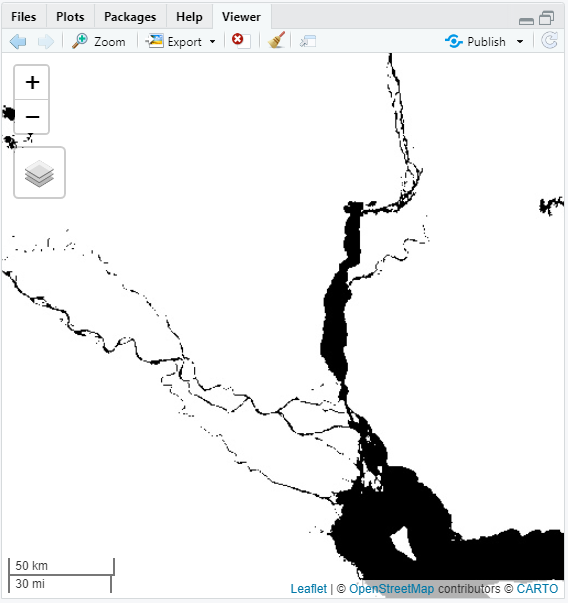 Files Plots Packages Help Viewer
Zoom Export Publish
+
−
50 km
30 mi
Leaflet | © OpenStreetMap contributors © CARTO